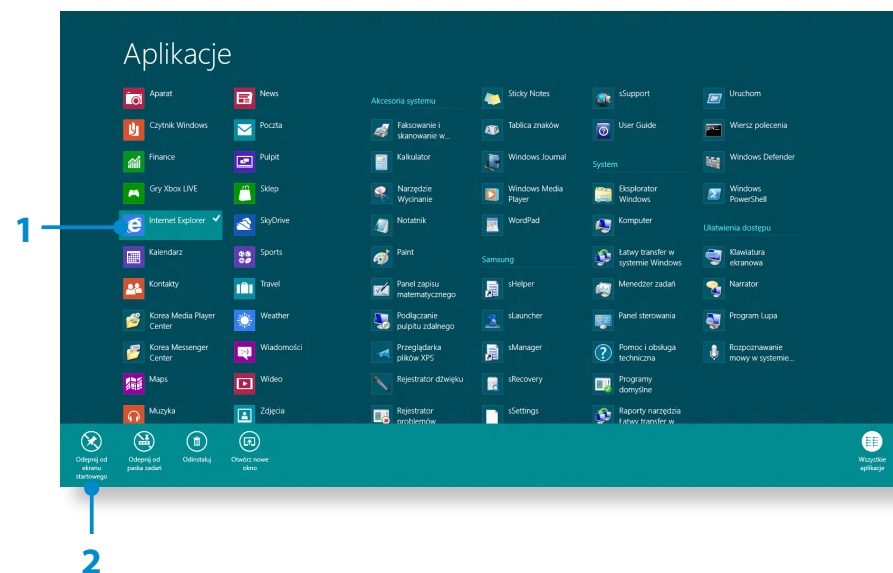 Aplikacje
Aparat
Czytnik Windows
Finance
Gry Xbox LIVE
1
Internet Explorer
Kalendarz
Kontakty
Korea Media Player
Center
Korea Messenger
Center
Maps
Muzyka
News
Poczta
Pulpit
Sklep
SkyDrive
Sports
Travel
Weather
Wiadomości
Wideo
Zdjęcia
Akcesoria systemu
Faksowanie i
skanowanie w...
Kalkulator
Narzędzie
Wycinanie
Notatnik
Paint
Panel zapisu
matematycznego
Podłączanie
pulpitu zdalnego
Przeglądarka
plików XPS
Rejestrator dźwięku
Rejestrator
problemów
Sticky Notes
Tablica znaków
Windows Journal
Windows Media
Player
WordPad
Samsung
sHelper
sLauncher
sManager
sRecovery
sSettings
sSupport
User Guide
System
Eksplorator
Windows
Komputer
Łatwy transfer w
systemie Windows
Menedżer zadań
Panel sterowania
Pomoc i obsługa
techniczna
Programy
domyślne
Raporty narzędzia
Łatwy transfer w
Uruchom
Wiersz polecenia
Windows Defender
Windows
PowerShell
Ułatwienia dostępu
Klawiatura
ekranowa
Narrator
Program Lupa
Rozpoznawanie
mowy w systemie...
Odepnij od
ekranu
startowego
Odepnij od
paska zadań
Odinstaluj
Otwórz nowe
okno
Wszystkie
aplikacje
2